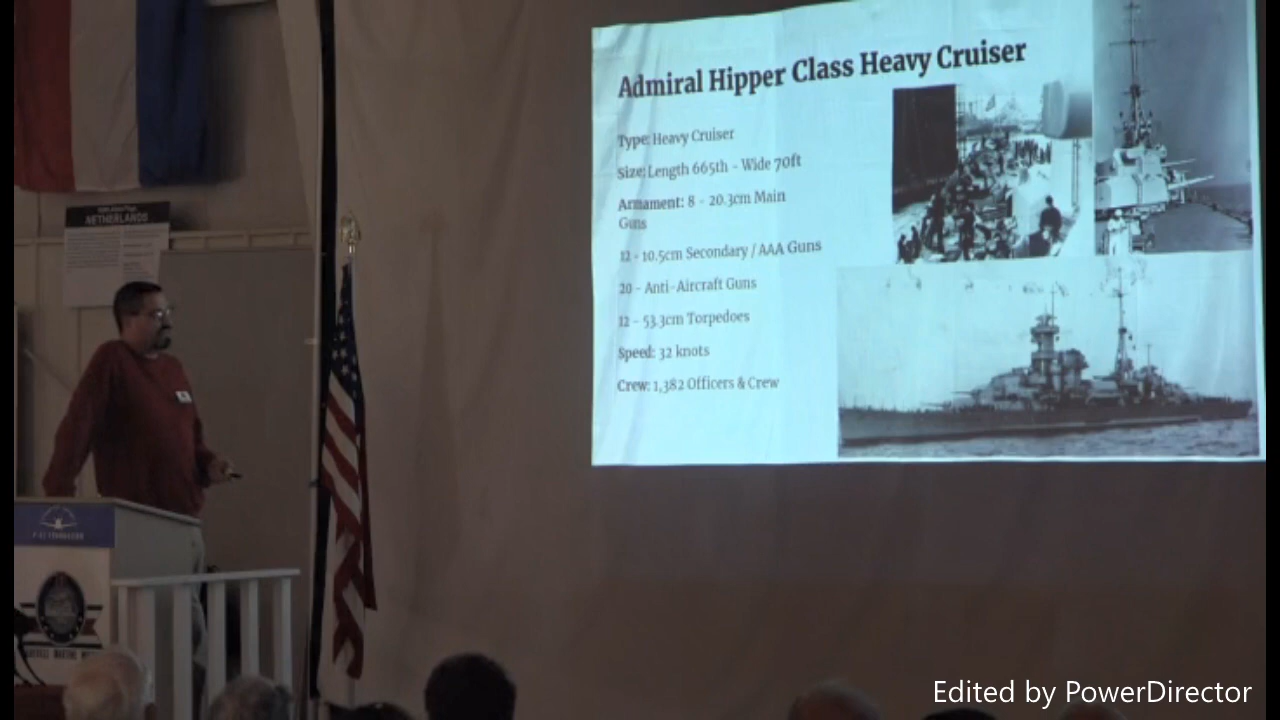 Admiral Hipper Class Heavy Cruiser
Type: Heavy Cruiser
Size: Length 665th - Wide 70ft
Armament: 8 - 20.3cm Main
Guns
12 - 10.5cm Secondary / AAA Guns
20 - Anti-Aircraft Guns
12 - 53.3cm Torpedoes
Speed: 32 knots
Crew: 1,382 Officers & Crew
NETHERLANDS
Edited by PowerDirector